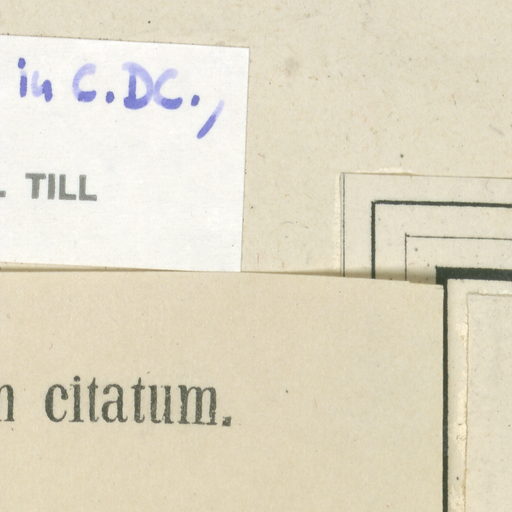 in C.DC.,
. TILL
citatum.